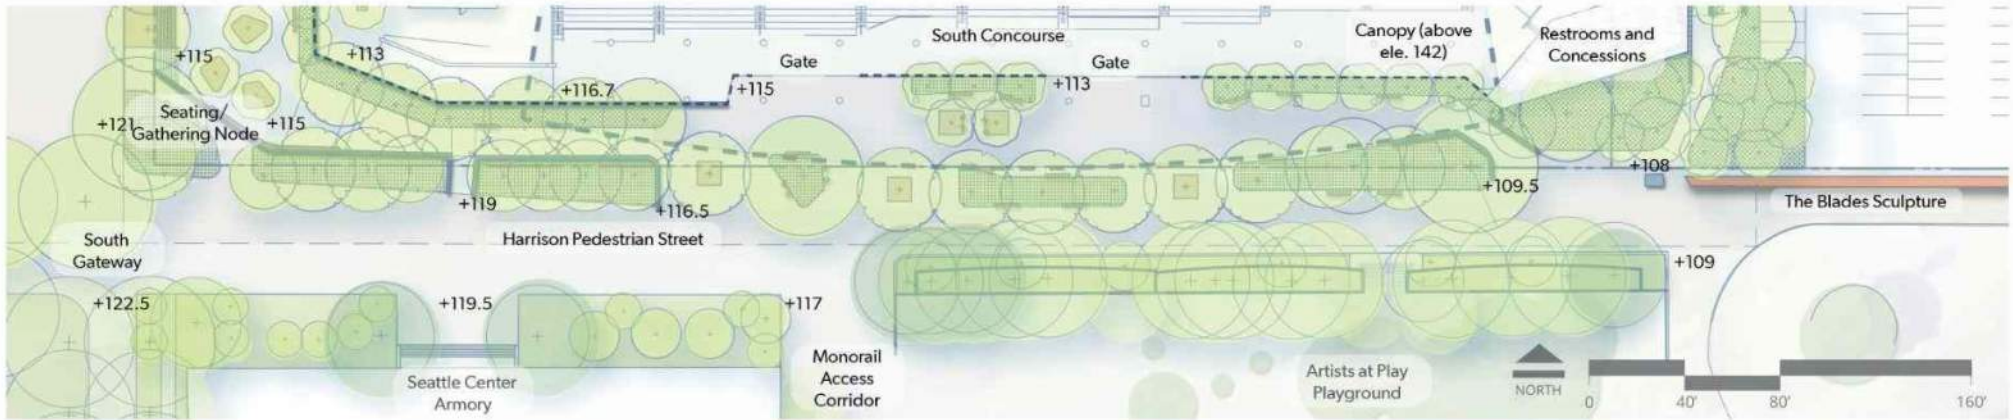 South Concourse
Canopy (above
ele. 142)
Restrooms and
Concessions
+115
+113
Gate
Gate
+116.7
+115
+113
Seating/
Gathering Node
+121
+115
+108
+109.5
+119
+116.5
The Blades Sculpture
South
Gateway
Harrison Pedestrian Street
+109
+122.5
+119.5
+117
Monorail
Access
Corridor
Seattle Center
Armory
Artists at Play
Playground
NORTH
0
40'
80'
160'